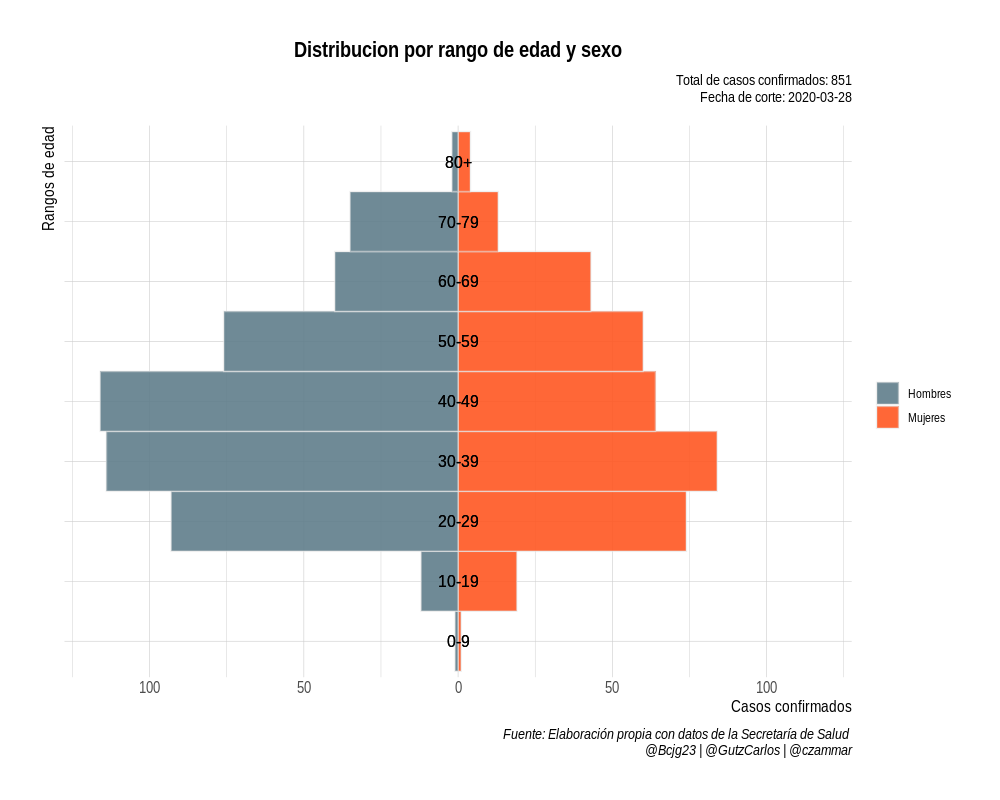 Distribucion por rango de edad y sexo
Total de casos confirmados: 851
Fecha de corte: 2020-03-28
Rangos de edad
80+
70-79
60-69
50-59
40-49
30-39
20-29
10-19
0-9
Hombres
Mujeres
100 50 0 50 100
Casos confirmados
Fuente: Elaboración propia con datos de la Secretaría de Salud
@Bcjg23 | @GutzCarlos | @czammar